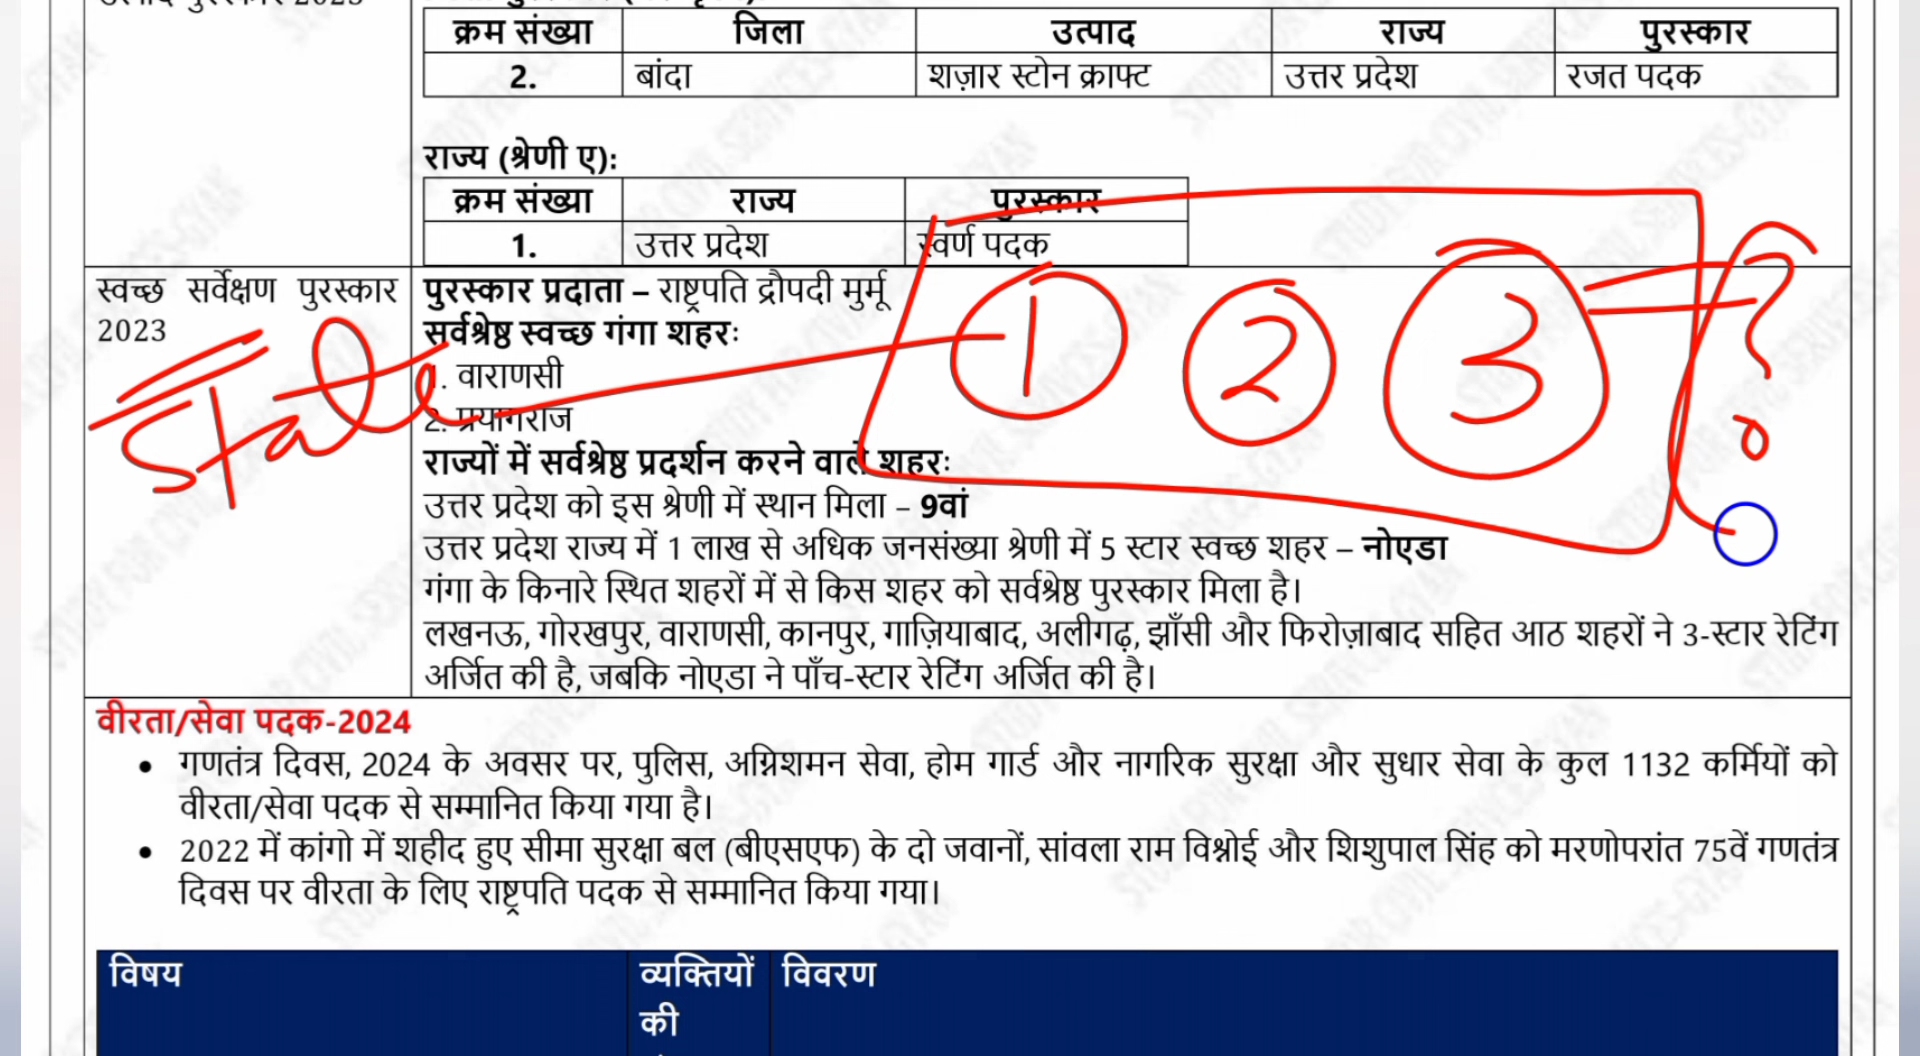 क्रम संख्या जिला उत्पाद राज्य पुरस्कार
2. बांदा शज़ार स्टोन क्राफ्ट उत्तर प्रदेश रजत पदक
राज्य (श्रेणी ए):
क्रम संख्या राज्य पुरस्कार
1. उत्तर प्रदेश स्वर्ण पदक
स्वच्छ सर्वेक्षण पुरस्कार
2023
पुरस्कार प्रदाता – राष्ट्रपति द्रौपदी मुर्मू
सर्वश्रेष्ठ स्वच्छ गंगा शहरः
1. वाराणसी
2. प्रयागराज
राज्यों में सर्वश्रेष्ठ प्रदर्शन करने वाले शहरः
उत्तर प्रदेश को इस श्रेणी में स्थान मिला – 9वां
उत्तर प्रदेश राज्य में 1 लाख से अधिक जनसंख्या श्रेणी में 5 स्टार स्वच्छ शहर – नोएडा
गंगा के किनारे स्थित शहरों में से किस शहर को सर्वश्रेष्ठ पुरस्कार मिला है।
लखनऊ, गोरखपुर, वाराणसी, कानपुर, गाज़ियाबाद, अलीगढ़, झाँसी और फिरोज़ाबाद सहित आठ शहरों ने 3-स्टार रेटिंग
अर्जित की है, जबकि नोएडा ने पाँच-स्टार रेटिंग अर्जित की है।
State 1 2 3 ?
वीरता/सेवा पदक-2024
• गणतंत्र दिवस, 2024 के अवसर पर, पुलिस, अग्निशमन सेवा, होम गार्ड और नागरिक सुरक्षा और सुधार सेवा के कुल 1132 कर्मियों को
वीरता/सेवा पदक से सम्मानित किया गया है।
• 2022 में कांगो में शहीद हुए सीमा सुरक्षा बल (बीएसएफ) के दो जवानों, सांवला राम विश्नोई और शिशुपाल सिंह को मरणोपरांत 75वें गणतंत्र
दिवस पर वीरता के लिए राष्ट्रपति पदक से सम्मानित किया गया।
विषय व्यक्तियों विवरण
की